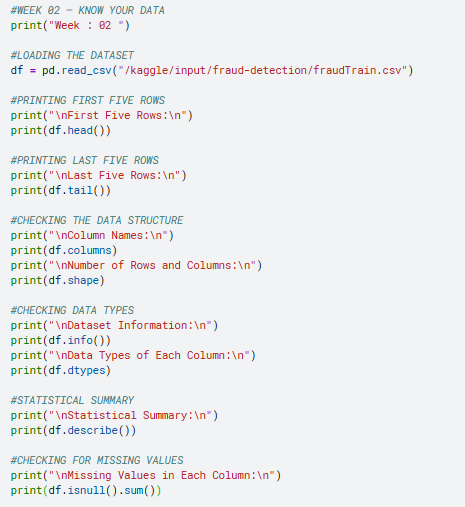 #WEEK 02 – KNOW YOUR DATA
print("Week : 02 ")
#LOADING THE DATASET
df = pd.read_csv("/kaggle/input/fraud-detection/fraudTrain.csv")
#PRINTING FIRST FIVE ROWS
print("\nFirst Five Rows:\n")
print(df.head())
#PRINTING LAST FIVE ROWS
print("\nLast Five Rows:\n")
print(df.tail())
#CHECKING THE DATA STRUCTURE
print("\nColumn Names:\n")
print(df.columns)
print("\nNumber of Rows and Columns:\n")
print(df.shape)
#CHECKING DATA TYPES
print("\nDataset Information:\n")
print(df.info())
print("\nData Types of Each Column:\n")
print(df.dtypes)
#STATISTICAL SUMMARY
print("\nStatistical Summary:\n")
print(df.describe())
#CHECKING FOR MISSING VALUES
print("\nMissing Values in Each Column:\n")
print(df.isnull().sum())